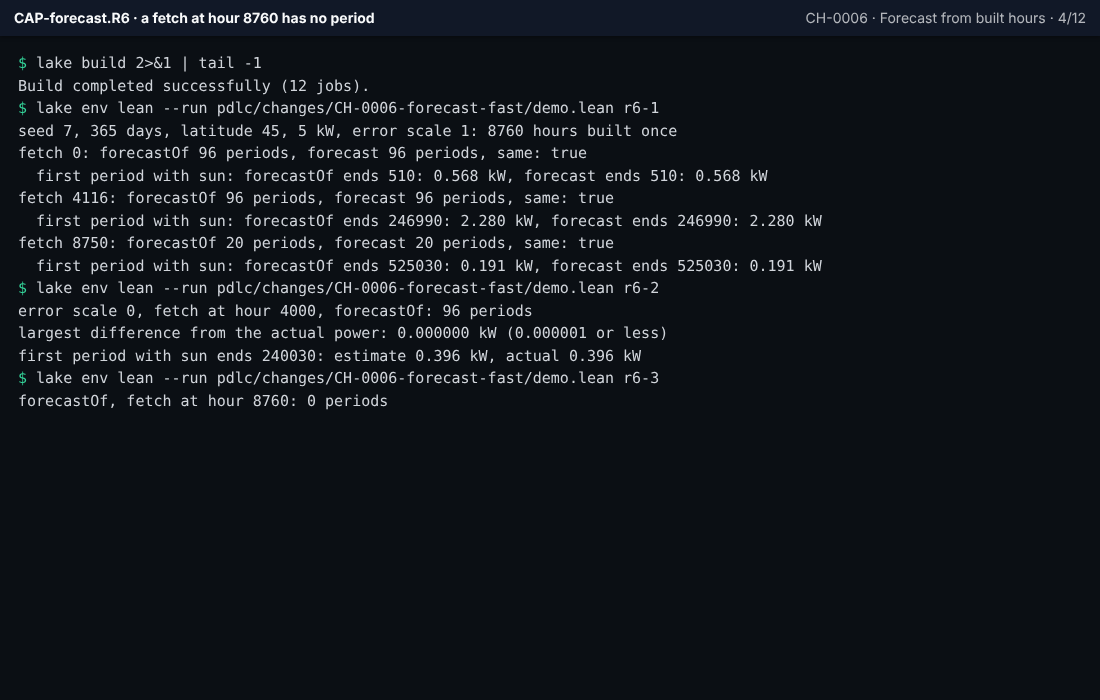 CAP-forecast.R6 · a fetch at hour 8760 has no period
CH-0006 · Forecast from built hours · 4/12
$ lake build 2>&1 | tail -1
Build completed successfully (12 jobs).
$ lake env lean --run pdlc/changes/CH-0006-forecast-fast/demo.lean r6-1
seed 7, 365 days, latitude 45, 5 kW, error scale 1: 8760 hours built once
fetch 0: forecastOf 96 periods, forecast 96 periods, same: true
  first period with sun: forecastOf ends 510: 0.568 kW, forecast ends 510: 0.568 kW
fetch 4116: forecastOf 96 periods, forecast 96 periods, same: true
  first period with sun: forecastOf ends 246990: 2.280 kW, forecast ends 246990: 2.280 kW
fetch 8750: forecastOf 20 periods, forecast 20 periods, same: true
  first period with sun: forecastOf ends 525030: 0.191 kW, forecast ends 525030: 0.191 kW
$ lake env lean --run pdlc/changes/CH-0006-forecast-fast/demo.lean r6-2
error scale 0, fetch at hour 4000, forecastOf: 96 periods
largest difference from the actual power: 0.000000 kW (0.000001 or less)
first period with sun ends 240030: estimate 0.396 kW, actual 0.396 kW
$ lake env lean --run pdlc/changes/CH-0006-forecast-fast/demo.lean r6-3
forecastOf, fetch at hour 8760: 0 periods